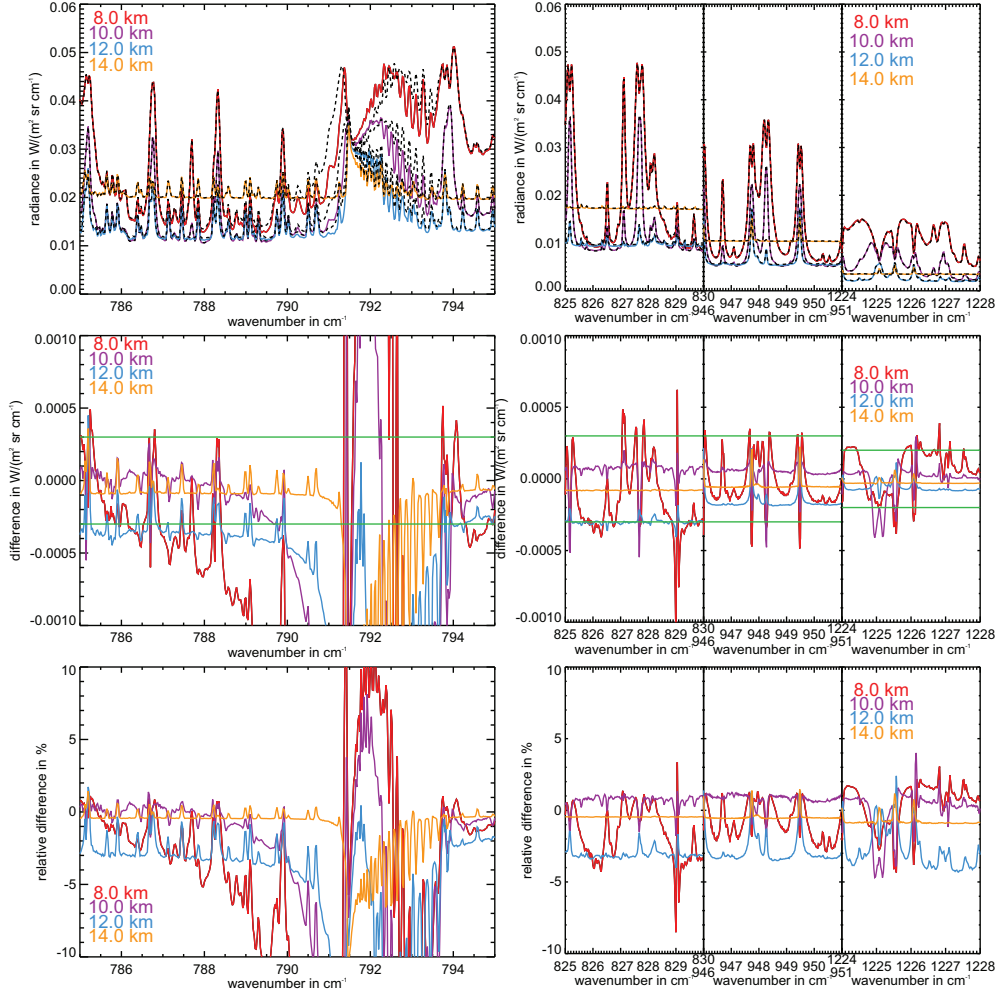 radiance in W/(m² sr cm⁻¹)
0.06
0.05
0.04
0.03
0.02
0.01
0.00
8.0 km
10.0 km
12.0 km
14.0 km
786 788 790 792 794
wavenumber in cm⁻¹
radiance in W/(m² sr cm⁻¹)
0.06
0.05
0.04
0.03
0.02
0.01
0.00
8.0 km
10.0 km
12.0 km
14.0 km
825 826 827 828 829 830
946 947 948 949 950 951
1224 1225 1226 1227 1228
wavenumber in cm⁻¹ wavenumber in cm⁻¹ wavenumber in cm⁻¹
difference in W/(m² sr cm⁻¹)
0.0010
0.0005
0.0000
-0.0005
-0.0010
8.0 km
10.0 km
12.0 km
14.0 km
786 788 790 792 794
wavenumber in cm⁻¹
difference in W/(m² sr cm⁻¹)
0.0010
0.0005
0.0000
-0.0005
-0.0010
8.0 km
10.0 km
12.0 km
14.0 km
825 826 827 828 829 830
946 947 948 949 950 951
1224 1225 1226 1227 1228
wavenumber in cm⁻¹ wavenumber in cm⁻¹ wavenumber in cm⁻¹
relative difference in %
10
5
0
-5
-10
8.0 km
10.0 km
12.0 km
14.0 km
786 788 790 792 794
wavenumber in cm⁻¹
relative difference in %
10
5
0
-5
-10
8.0 km
10.0 km
12.0 km
14.0 km
825 826 827 828 829 830
946 947 948 949 950 951
1224 1225 1226 1227 1228
wavenumber in cm⁻¹ wavenumber in cm⁻¹ wavenumber in cm⁻¹